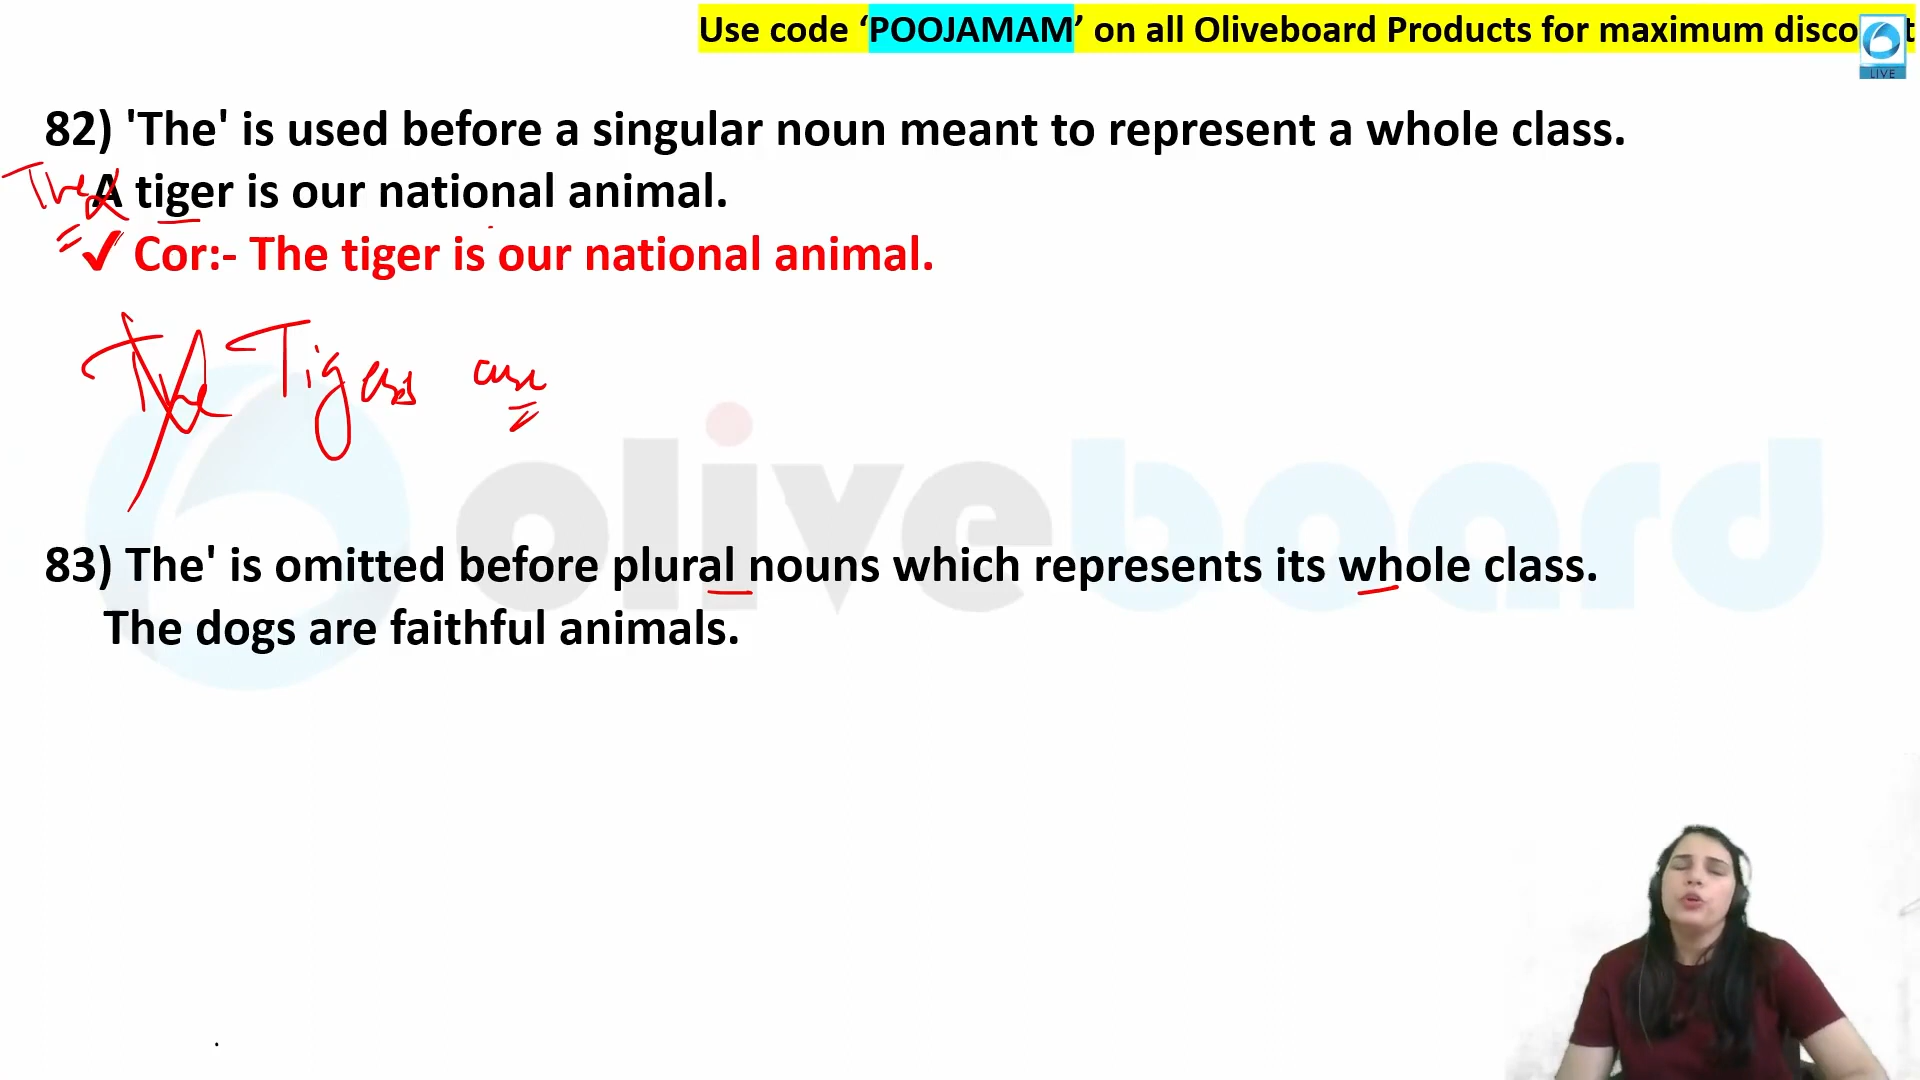 Use code ‘POOJAMAM’ on all Oliveboard Products for maximum disco t
LIVE
82) 'The' is used before a singular noun meant to represent a whole class.
The A tiger is our national animal.
✔ Cor:- The tiger is our national animal.
The Tigers are
oliveboard
83) The' is omitted before plural nouns which represents its whole class.
The dogs are faithful animals.